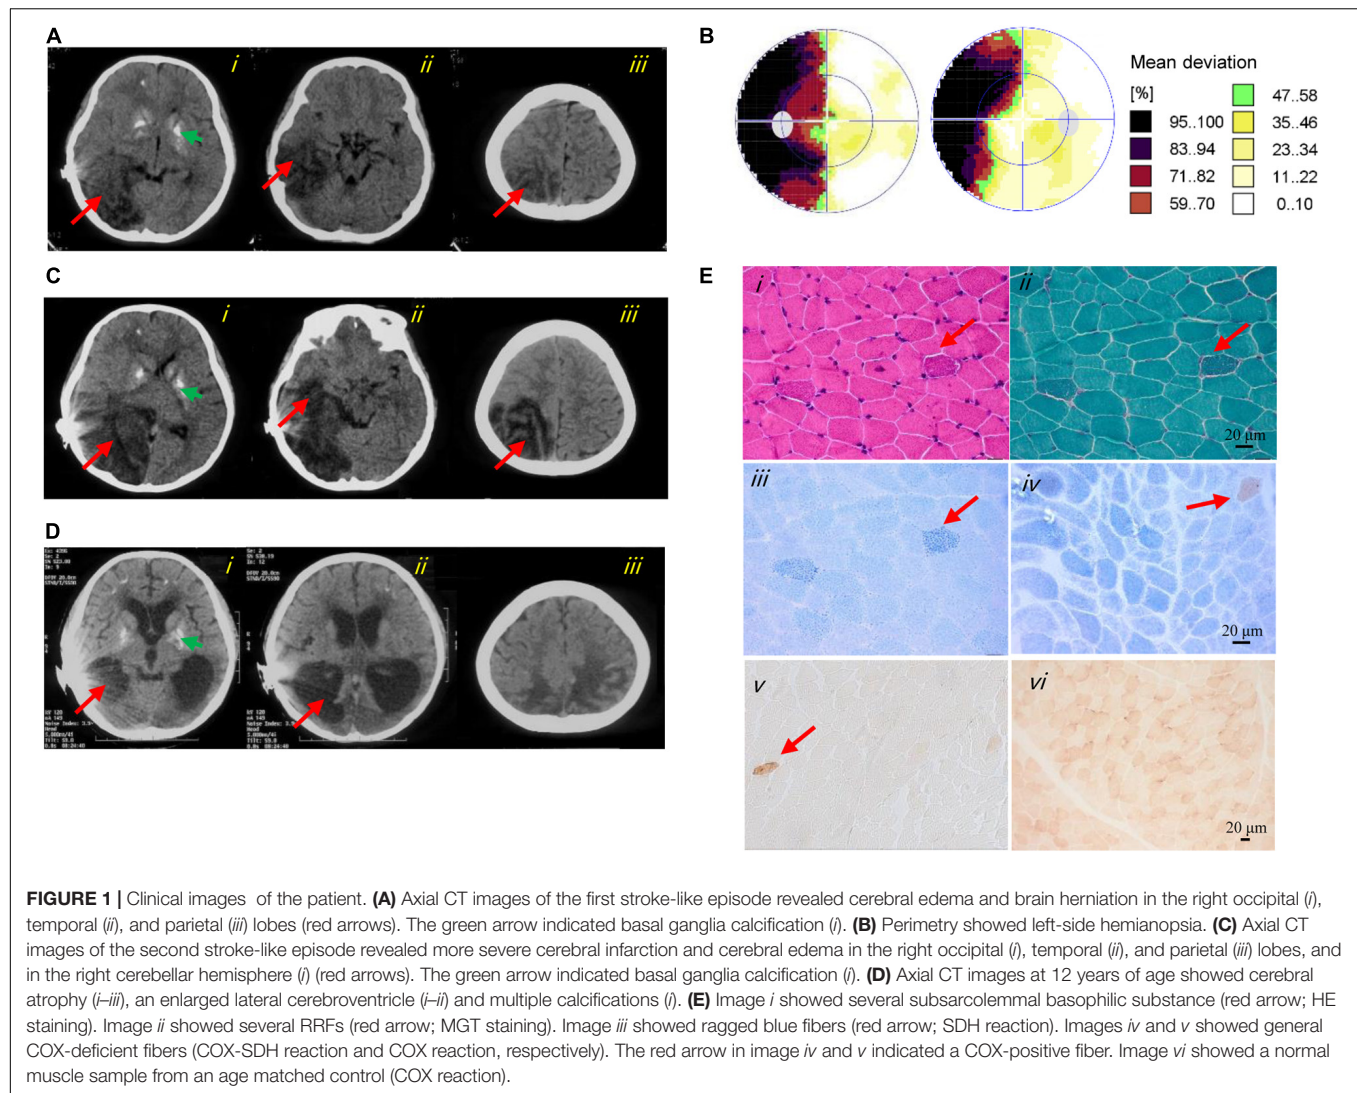 A
i
ii
iii
B
Mean deviation
[%]
95..100
83..94
71..82
59..70
47..58
35..46
23..34
11..22
0..10
C
i
ii
iii
D
i
ii
iii
E
i
ii
20 μm
iii
iv
20 μm
v
vi
20 μm
FIGURE 1 | Clinical images of the patient. (A) Axial CT images of the first stroke-like episode revealed cerebral edema and brain herniation in the right occipital (i),
temporal (ii), and parietal (iii) lobes (red arrows). The green arrow indicated basal ganglia calcification (i). (B) Perimetry showed left-side hemianopsia. (C) Axial CT
images of the second stroke-like episode revealed more severe cerebral infarction and cerebral edema in the right occipital (i), temporal (ii), and parietal (iii) lobes, and
in the right cerebellar hemisphere (i) (red arrows). The green arrow indicated basal ganglia calcification (i). (D) Axial CT images at 12 years of age showed cerebral
atrophy (i–iii), an enlarged lateral cerebroventricle (i–ii) and multiple calcifications (i). (E) Image i showed several subsarcolemmal basophilic substance (red arrow; HE
staining). Image ii showed several RRFs (red arrow; MGT staining). Image iii showed ragged blue fibers (red arrow; SDH reaction). Images iv and v showed general
COX-deficient fibers (COX-SDH reaction and COX reaction, respectively). The red arrow in image iv and v indicated a COX-positive fiber. Image vi showed a normal
muscle sample from an age matched control (COX reaction).